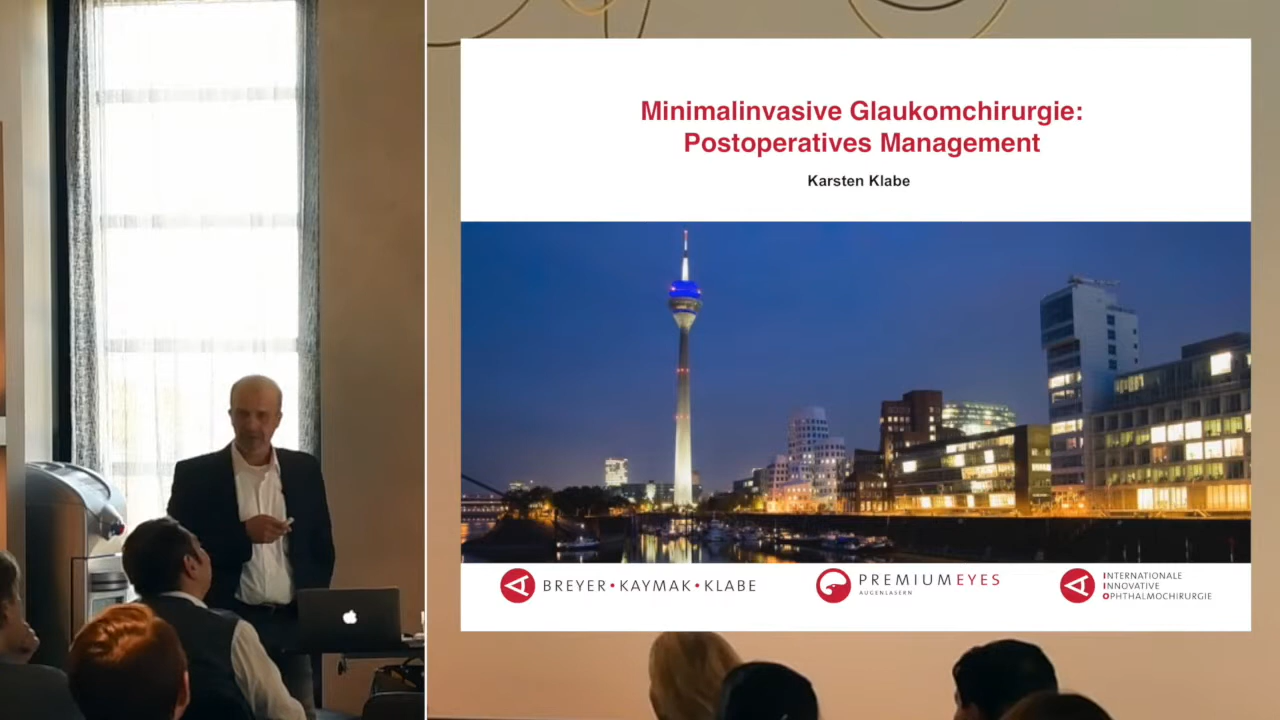 Minimalinvasive Glaukomchirurgie:
Postoperatives Management
Karsten Klabe
BREYER•KAYMAK•KLABE
PREMIUMEYES
AUGENLASERN
INTERNATIONALE
INNOVATIVE
OPHTHALMOCHIRURGIE